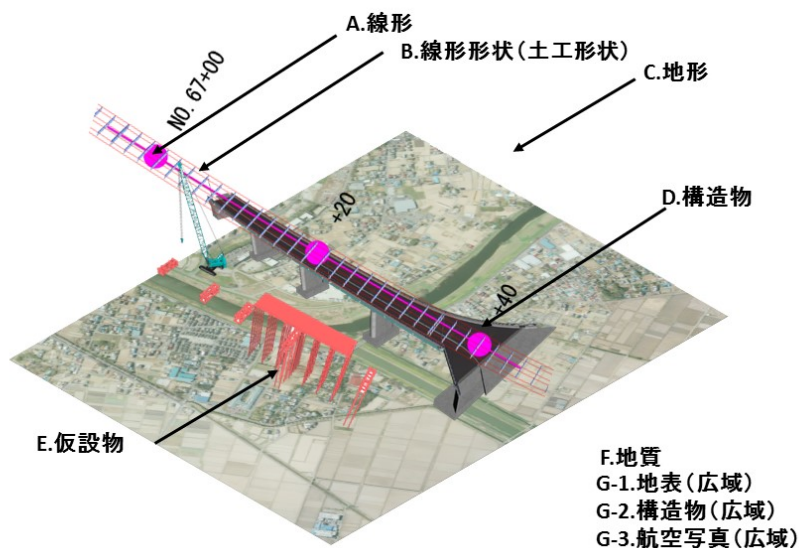 A.線形
B.線形形状(土工形状)
C.地形
NO. 67+00
D.構造物
+20
+40
E.仮設物
F.地質
G-1.地表(広域)
G-2.構造物(広域)
G-3.航空写真(広域)